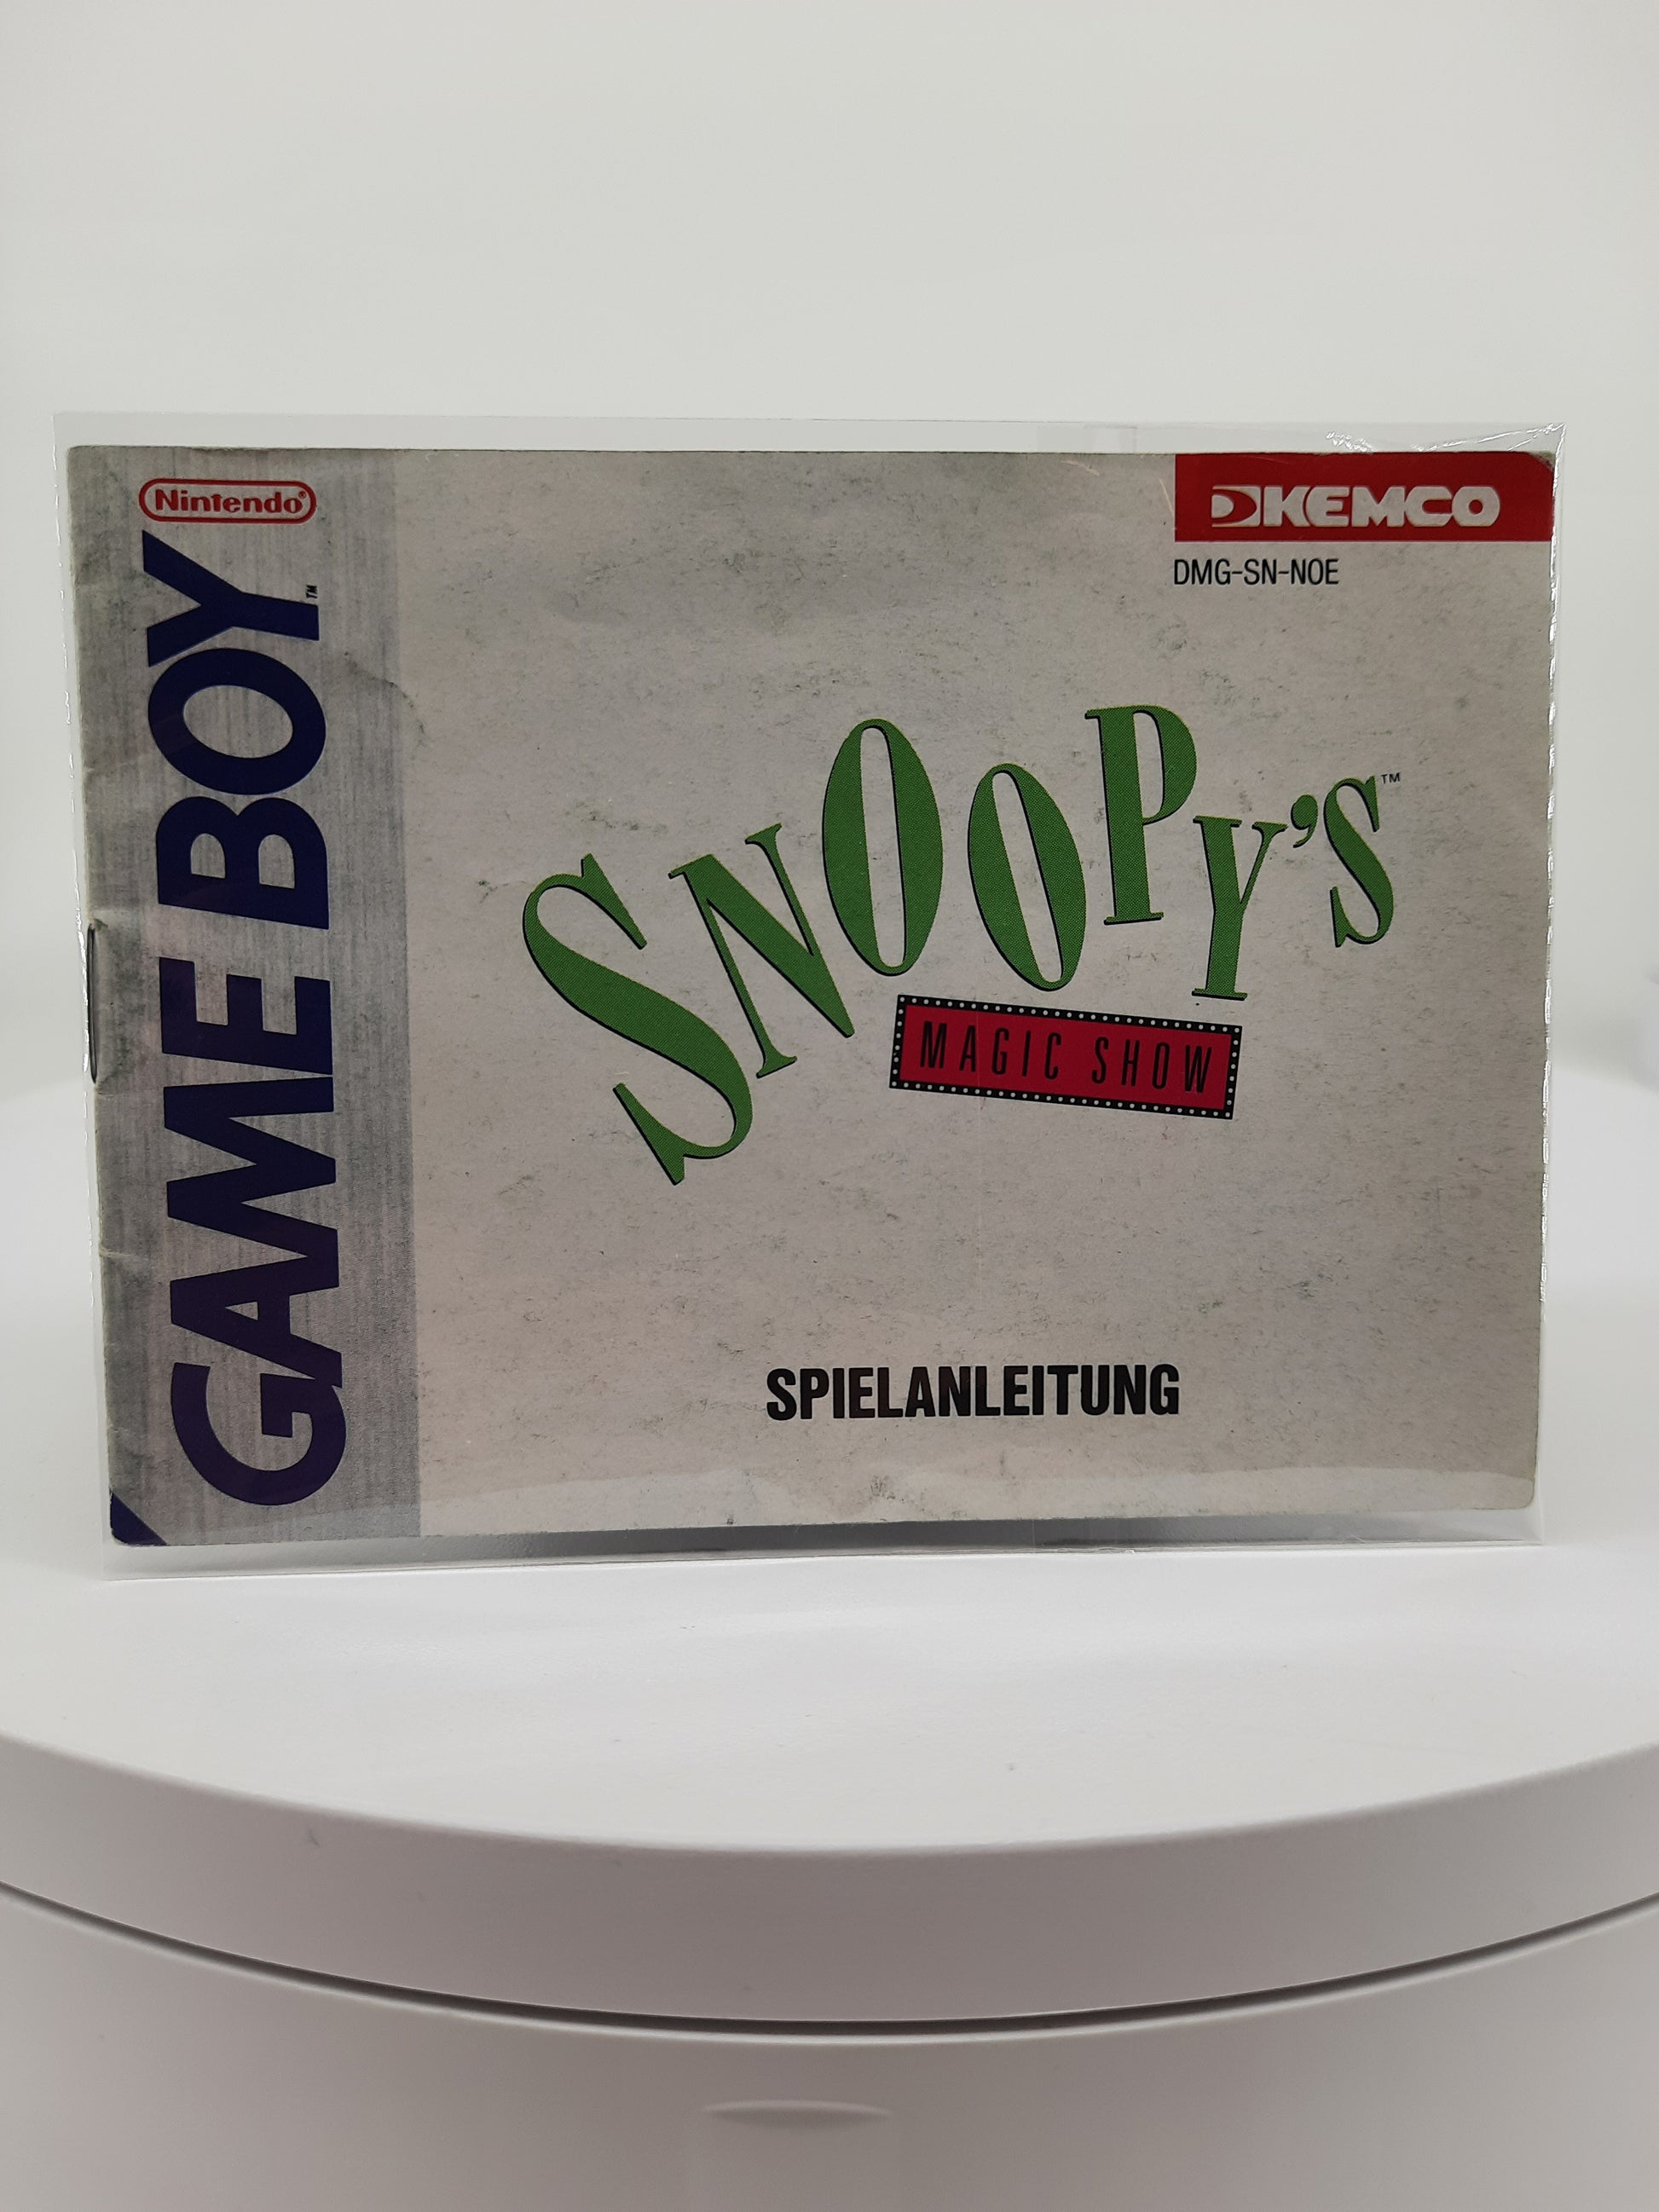 Nintendo®
GAME BOY™
KEMCO
DMG-SN-NOE
SNOOPY'S™
MAGIC SHOW
SPIELANLEITUNG